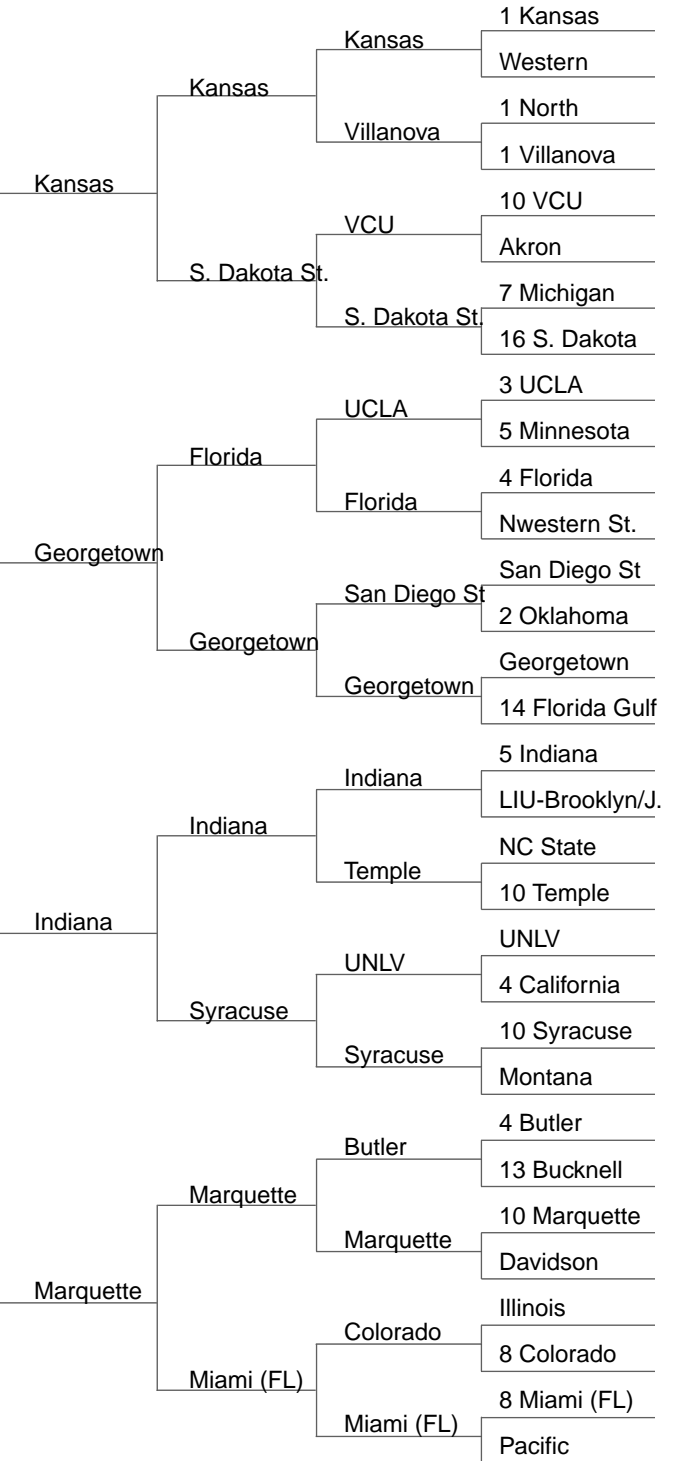 1 Kansas
Kansas
Western
Kansas
1 North
Villanova
1 Villanova
Kansas
10 VCU
VCU
Akron
S. Dakota St.
7 Michigan
S. Dakota St.
16 S. Dakota
3 UCLA
UCLA
5 Minnesota
Florida
4 Florida
Florida
Nwestern St.
Georgetown
San Diego St
San Diego St
2 Oklahoma
Georgetown
Georgetown
Georgetown
14 Florida Gulf
5 Indiana
Indiana
LIU-Brooklyn/J.
Indiana
NC State
Temple
10 Temple
Indiana
UNLV
UNLV
4 California
Syracuse
10 Syracuse
Syracuse
Montana
4 Butler
Butler
13 Bucknell
Marquette
10 Marquette
Marquette
Davidson
Marquette
Illinois
Colorado
8 Colorado
Miami (FL)
8 Miami (FL)
Miami (FL)
Pacific